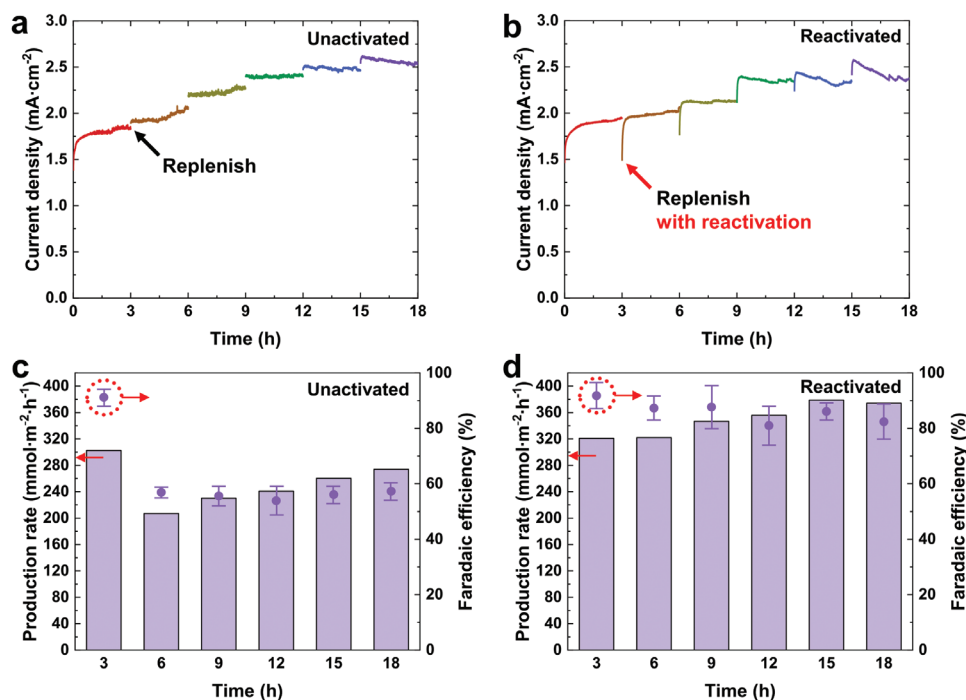 a
Unactivated
Current density (mA·cm⁻²)
3.0
2.5
2.0
1.5
1.0
0.5
0.0
Replenish
0 3 6 9 12 15 18
Time (h)
b
Reactivated
Current density (mA·cm⁻²)
3.0
2.5
2.0
1.5
1.0
0.5
0.0
Replenish
with reactivation
0 3 6 9 12 15 18
Time (h)
c
Unactivated
Production rate (mmol·m⁻²·h⁻¹)
400
360
320
280
240
200
160
120
80
40
0
100
80
60
40
20
0
Faradaic efficiency (%)
3 6 9 12 15 18
Time (h)
d
Reactivated
Production rate (mmol·m⁻²·h⁻¹)
400
360
320
280
240
200
160
120
80
40
0
100
80
60
40
20
0
Faradaic efficiency (%)
3 6 9 12 15 18
Time (h)